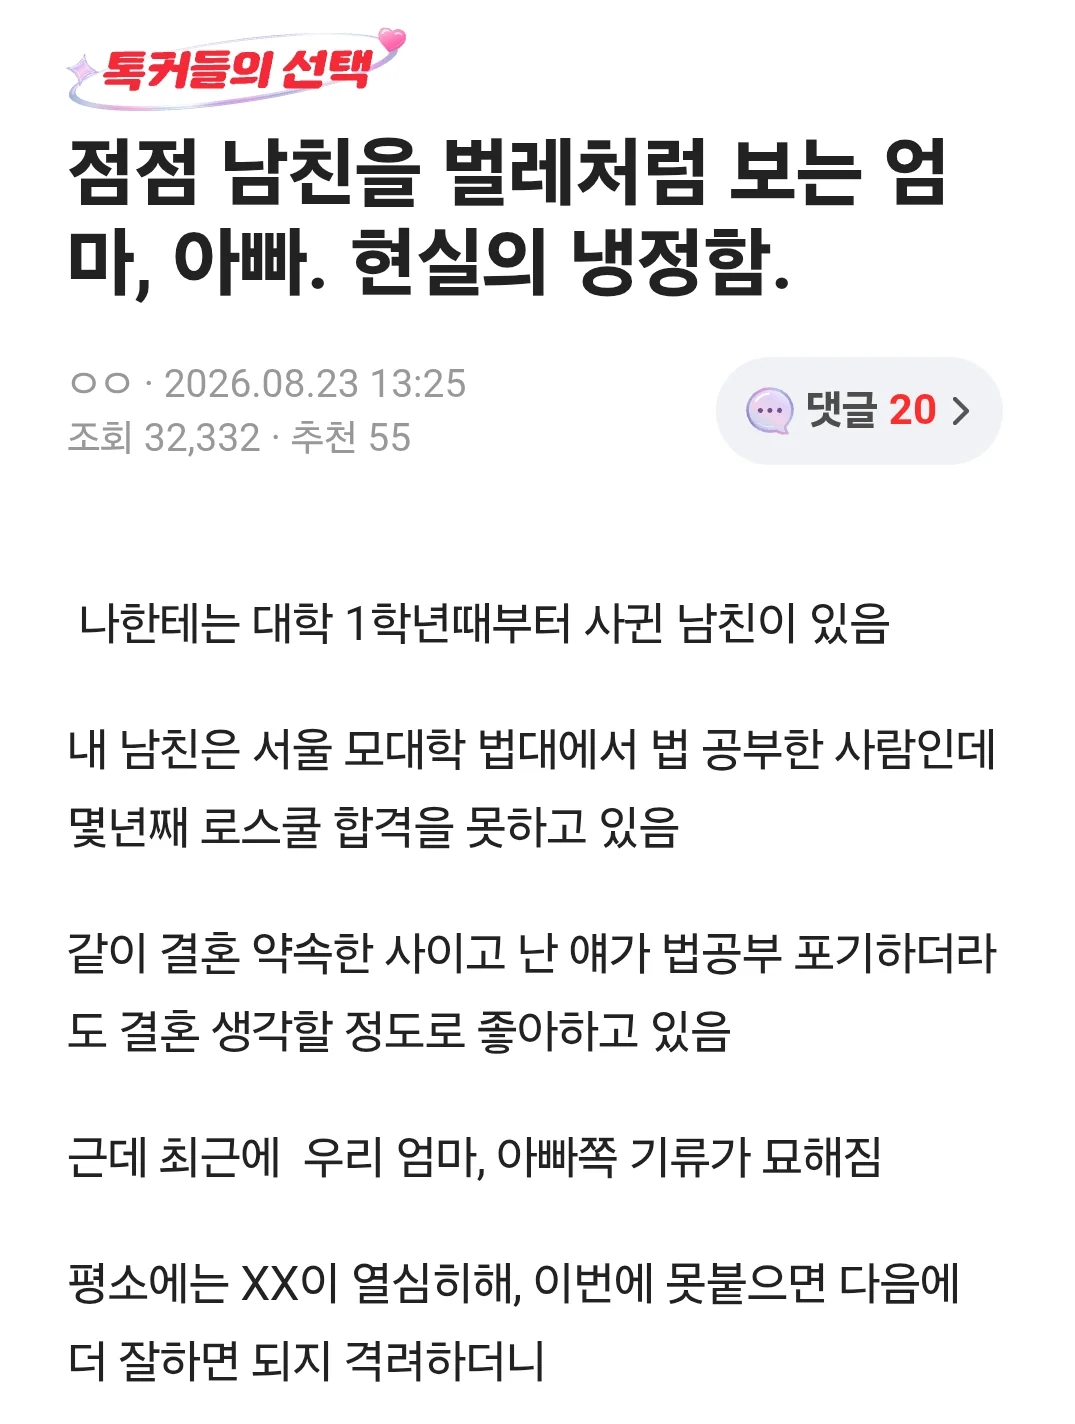 톡커들의 선택
점점 남친을 벌레처럼 보는 엄
마, 아빠. 현실의 냉정함.
ㅇㅇ · 2026.08.23 13:25
조회 32,332 · 추천 55
댓글 20
나한테는 대학 1학년때부터 사귄 남친이 있음
내 남친은 서울 모대학 법대에서 법 공부한 사람인데
몇년째 로스쿨 합격을 못하고 있음
같이 결혼 약속한 사이고 난 얘가 법공부 포기하더라
도 결혼 생각할 정도로 좋아하고 있음
근데 최근에  우리 엄마, 아빠쪽 기류가 묘해짐
평소에는 XX이 열심히해, 이번에 못붙으면 다음에
더 잘하면 되지 격려하더니